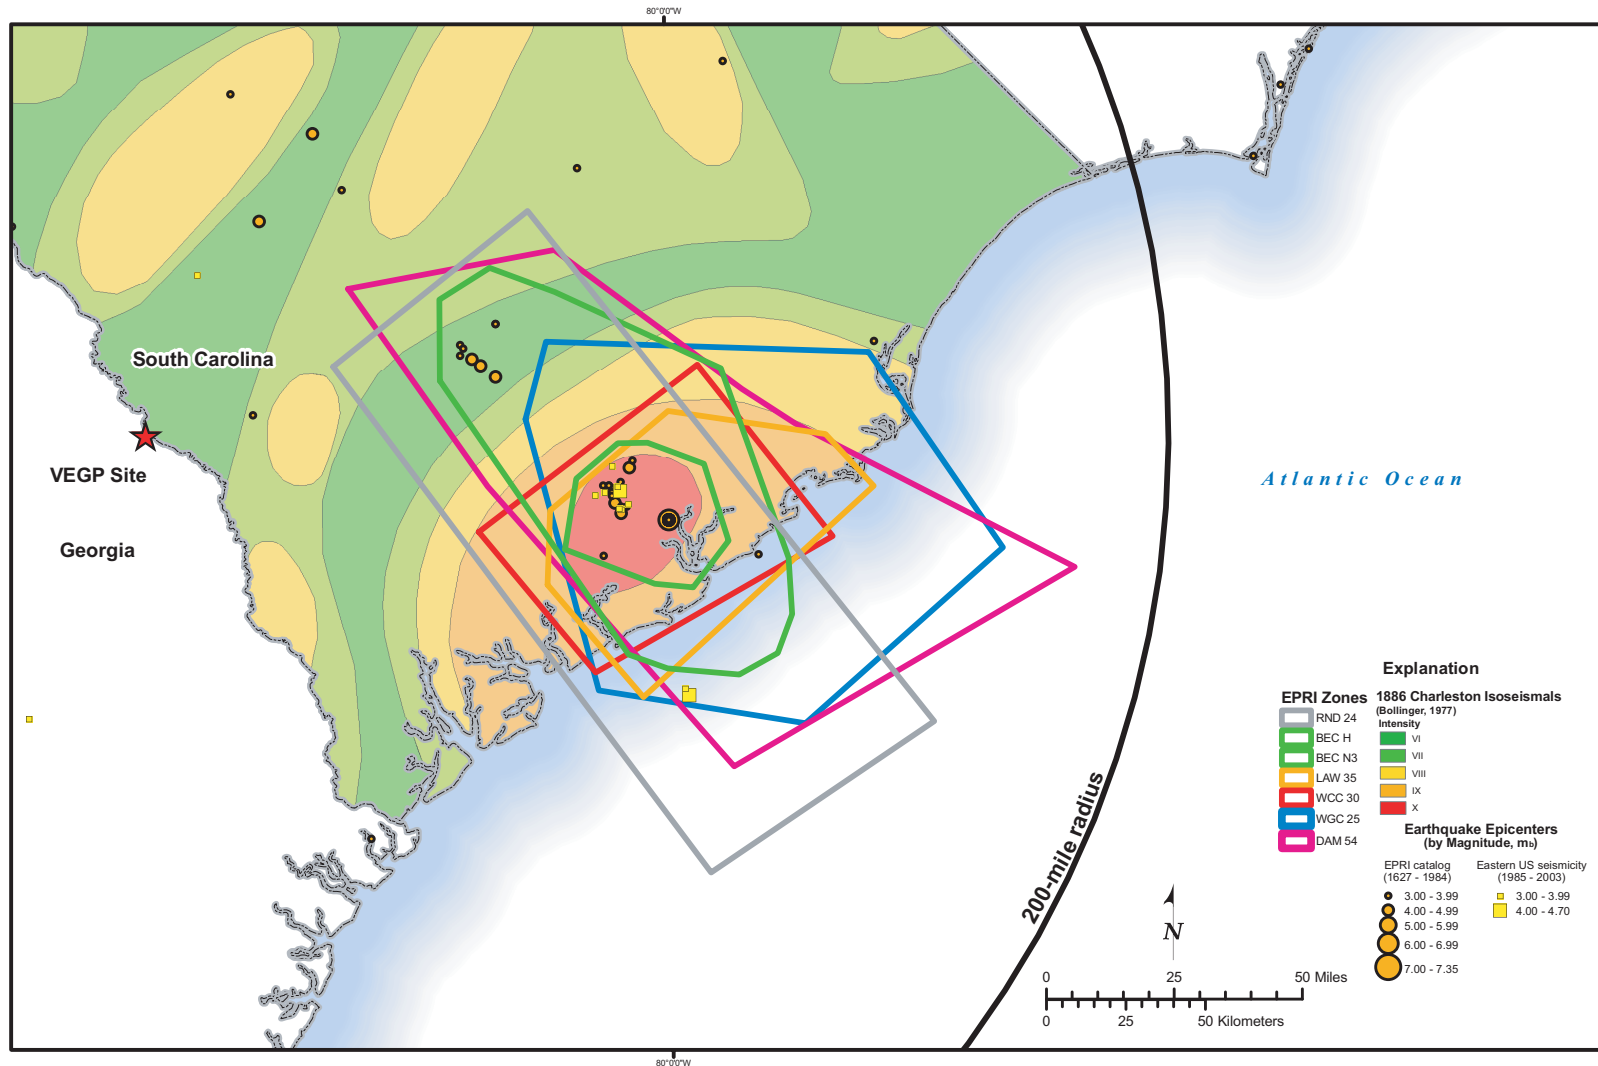 80°0'0"W
South Carolina
VEGP Site
Georgia
Atlantic Ocean
200-mile radius
Explanation
EPRI Zones
RND 24
BEC H
BEC N3
LAW 35
WCC 30
WGC 25
DAM 54
1886 Charleston Isoseismals
(Bollinger, 1977)
Intensity
VI
VII
VIII
IX
X
Earthquake Epicenters
(by Magnitude, mb)
EPRI catalog
(1627 - 1984)
3.00 - 3.99
4.00 - 4.99
5.00 - 5.99
6.00 - 6.99
7.00 - 7.35
Eastern US seismicity
(1985 - 2003)
3.00 - 3.99
4.00 - 4.70
N
0 25 50 Miles
0 25 50 Kilometers
80°0'0"W